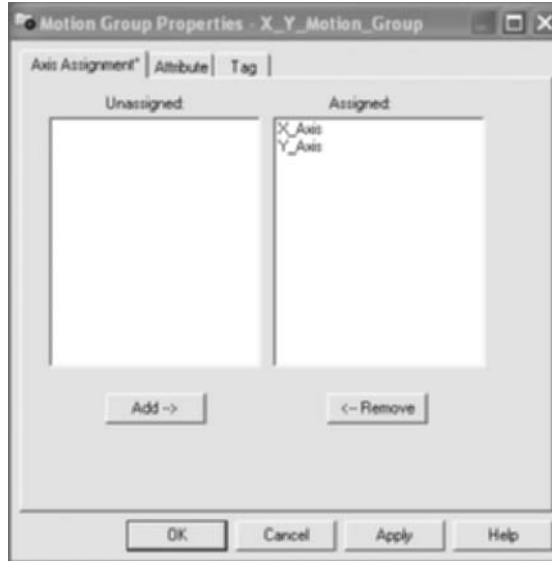 Motion Group Properties - X_Y_Motion_Group
Axis Assignment* Attribute Tag
Unassigned: Assigned:
X_Axis
Y_Axis
Add --> <-- Remove
OK Cancel Apply Help